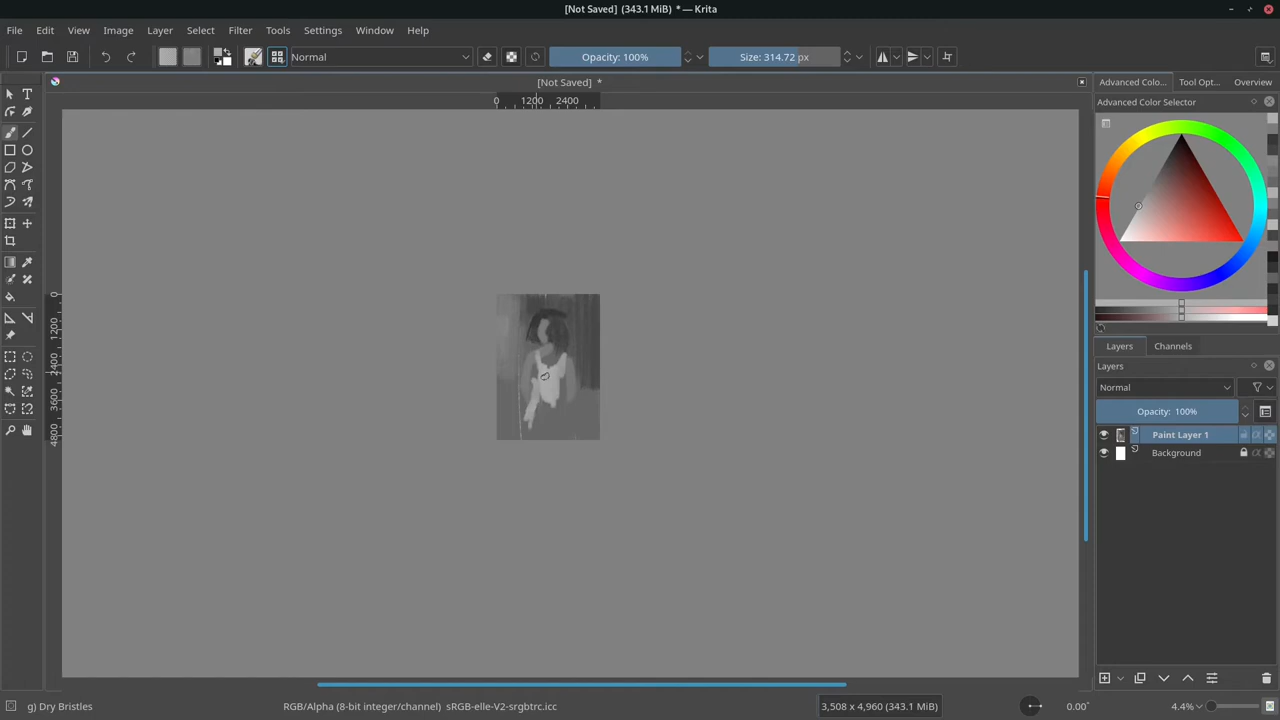 [Not Saved] (343.1 MiB) * — Krita
File Edit View Image Layer Select Filter Tools Settings Window Help
Normal Opacity: 100% Size: 314.72 px
[Not Saved] * Advanced Colo... Tool Opt... Overview
0 1200 2400
Advanced Color Selector
0
1200
2400
3600
4800
Layers Channels
Layers
Normal
Opacity: 100%
Paint Layer 1
Background
g) Dry Bristles RGB/Alpha (8-bit integer/channel) sRGB-elle-V2-srgbtrc.icc 3,508 x 4,960 (343.1 MiB) 0.00° 4.4%